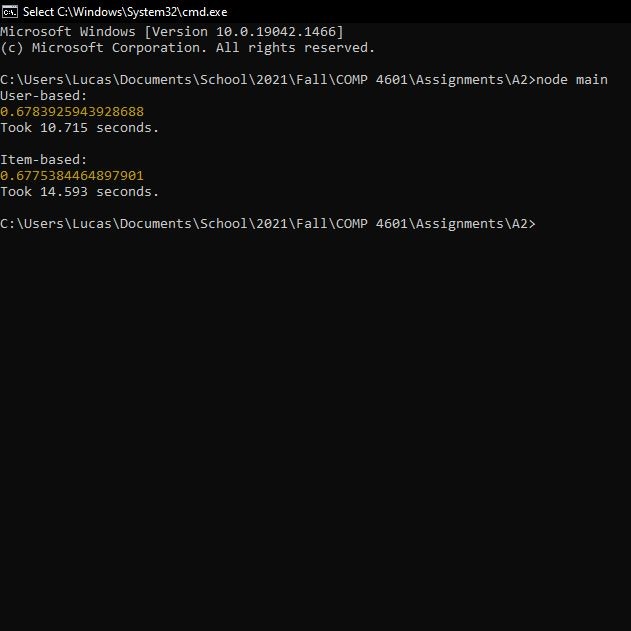 Select C:\Windows\System32\cmd.exe
Microsoft Windows [Version 10.0.19042.1466]
(c) Microsoft Corporation. All rights reserved.
C:\Users\Lucas\Documents\School\2021\Fall\COMP 4601\Assignments\A2>node main
User-based:
0.6783925943928688
Took 10.715 seconds.
Item-based:
0.6775384464897901
Took 14.593 seconds.
C:\Users\Lucas\Documents\School\2021\Fall\COMP 4601\Assignments\A2>